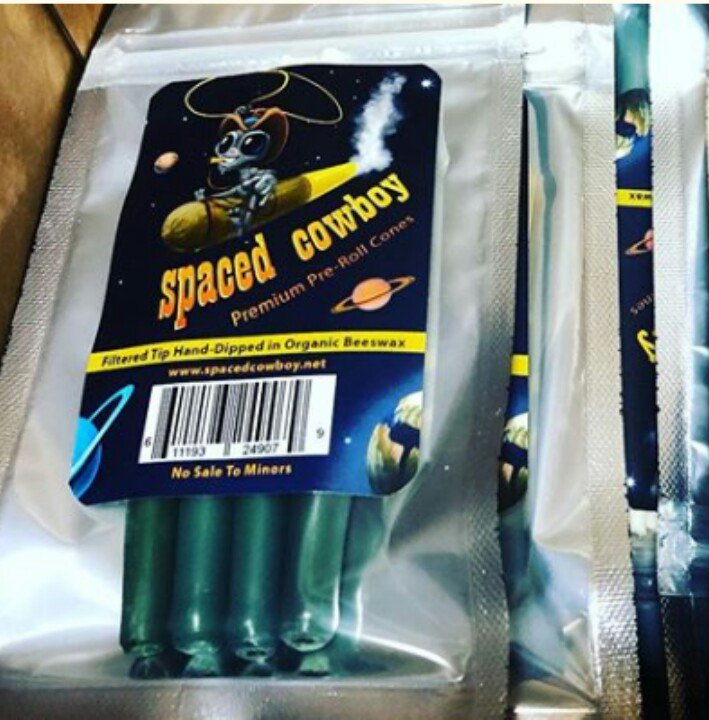 spaced cowboy
Premium Pre-Roll Cones
Filtered Tip Hand-Dipped in Organic Beeswax
www.spacedcowboy.net
6 11193 24907 9
No Sale To Minors